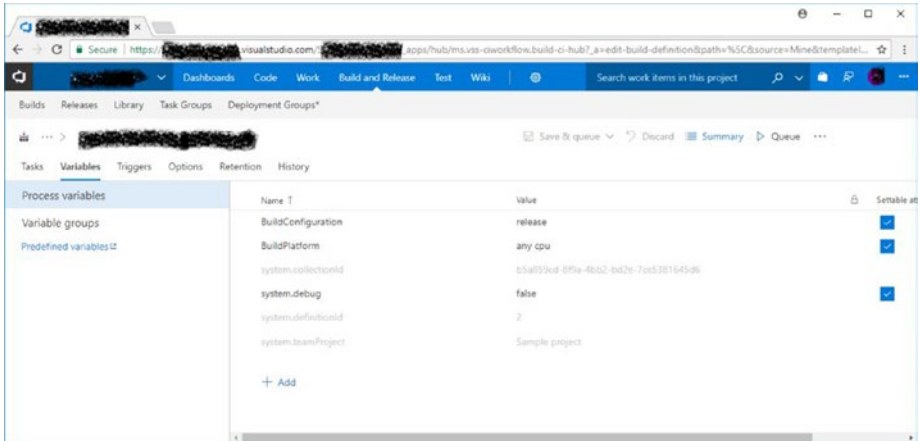 Secure https://
.visualstudio.com/
.apps/hub/ms.vss-ciworkflow.build-ci-hub?_a=edit-build-definition&path=%5C&source=Mine&templateI...
Dashboards Code Work Build and Release Test Wiki Search work items in this project
Builds Releases Library Task Groups Deployment Groups*
... > Save & queue Discard Summary Queue ...
Tasks Variables Triggers Options Retention History
Process variables Name Value Settable at
Variable groups BuildConfiguration release
Predefined variables BuildPlatform any cpu
system.collectionId
system.debug false
system.definitionId 2
system.teamProject Sample project
+ Add